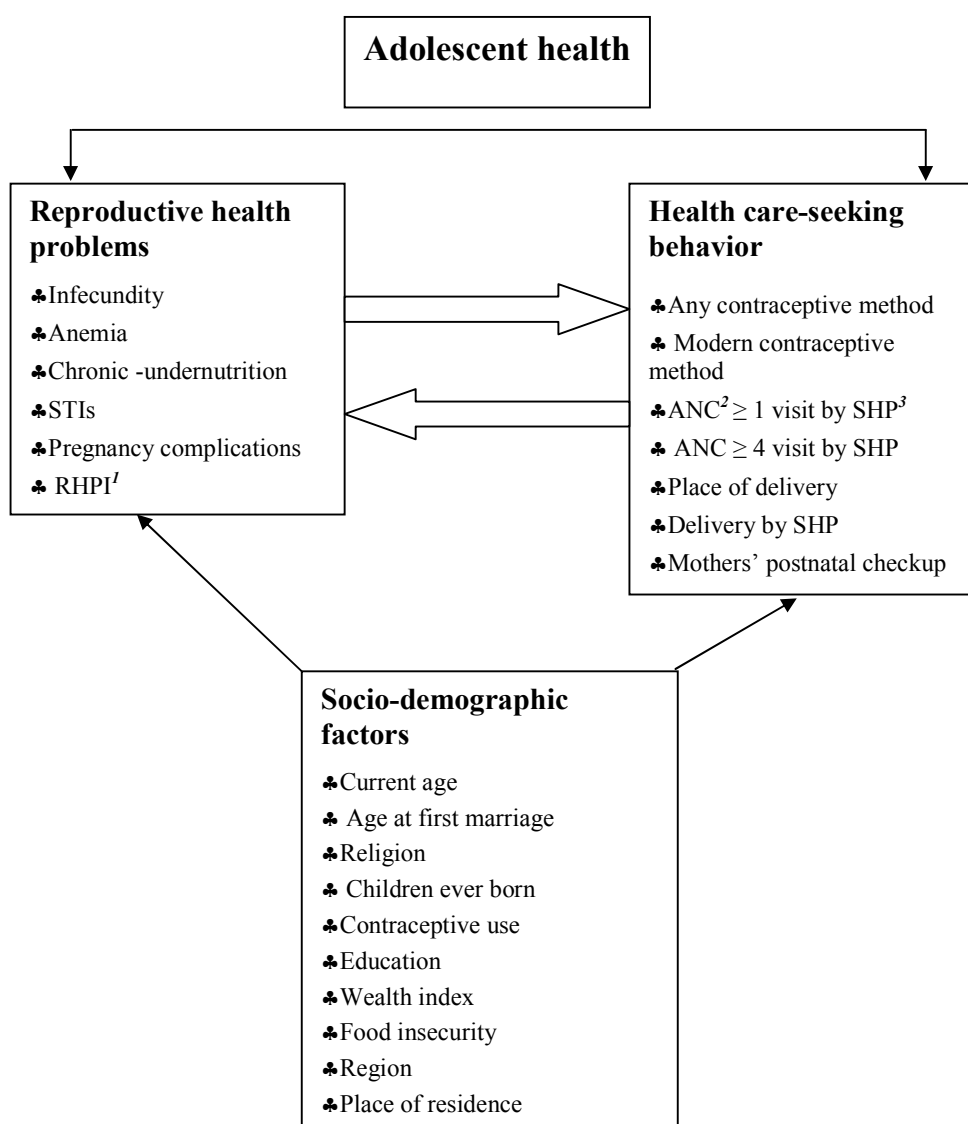 Adolescent health
Reproductive health
problems
♣Infecundity
♣Anemia
♣Chronic -undernutrition
♣STIs
♣Pregnancy complications
♣ RHPI¹
Health care-seeking
behavior
♣Any contraceptive method
♣ Modern contraceptive
method
♣ANC² ≥ 1 visit by SHP³
♣ ANC ≥ 4 visit by SHP
♣Place of delivery
♣Delivery by SHP
♣Mothers’ postnatal checkup
Socio-demographic
factors
♣Current age
♣ Age at first marriage
♣Religion
♣ Children ever born
♣Contraceptive use
♣Education
♣Wealth index
♣Food insecurity
♣Region
♣Place of residence